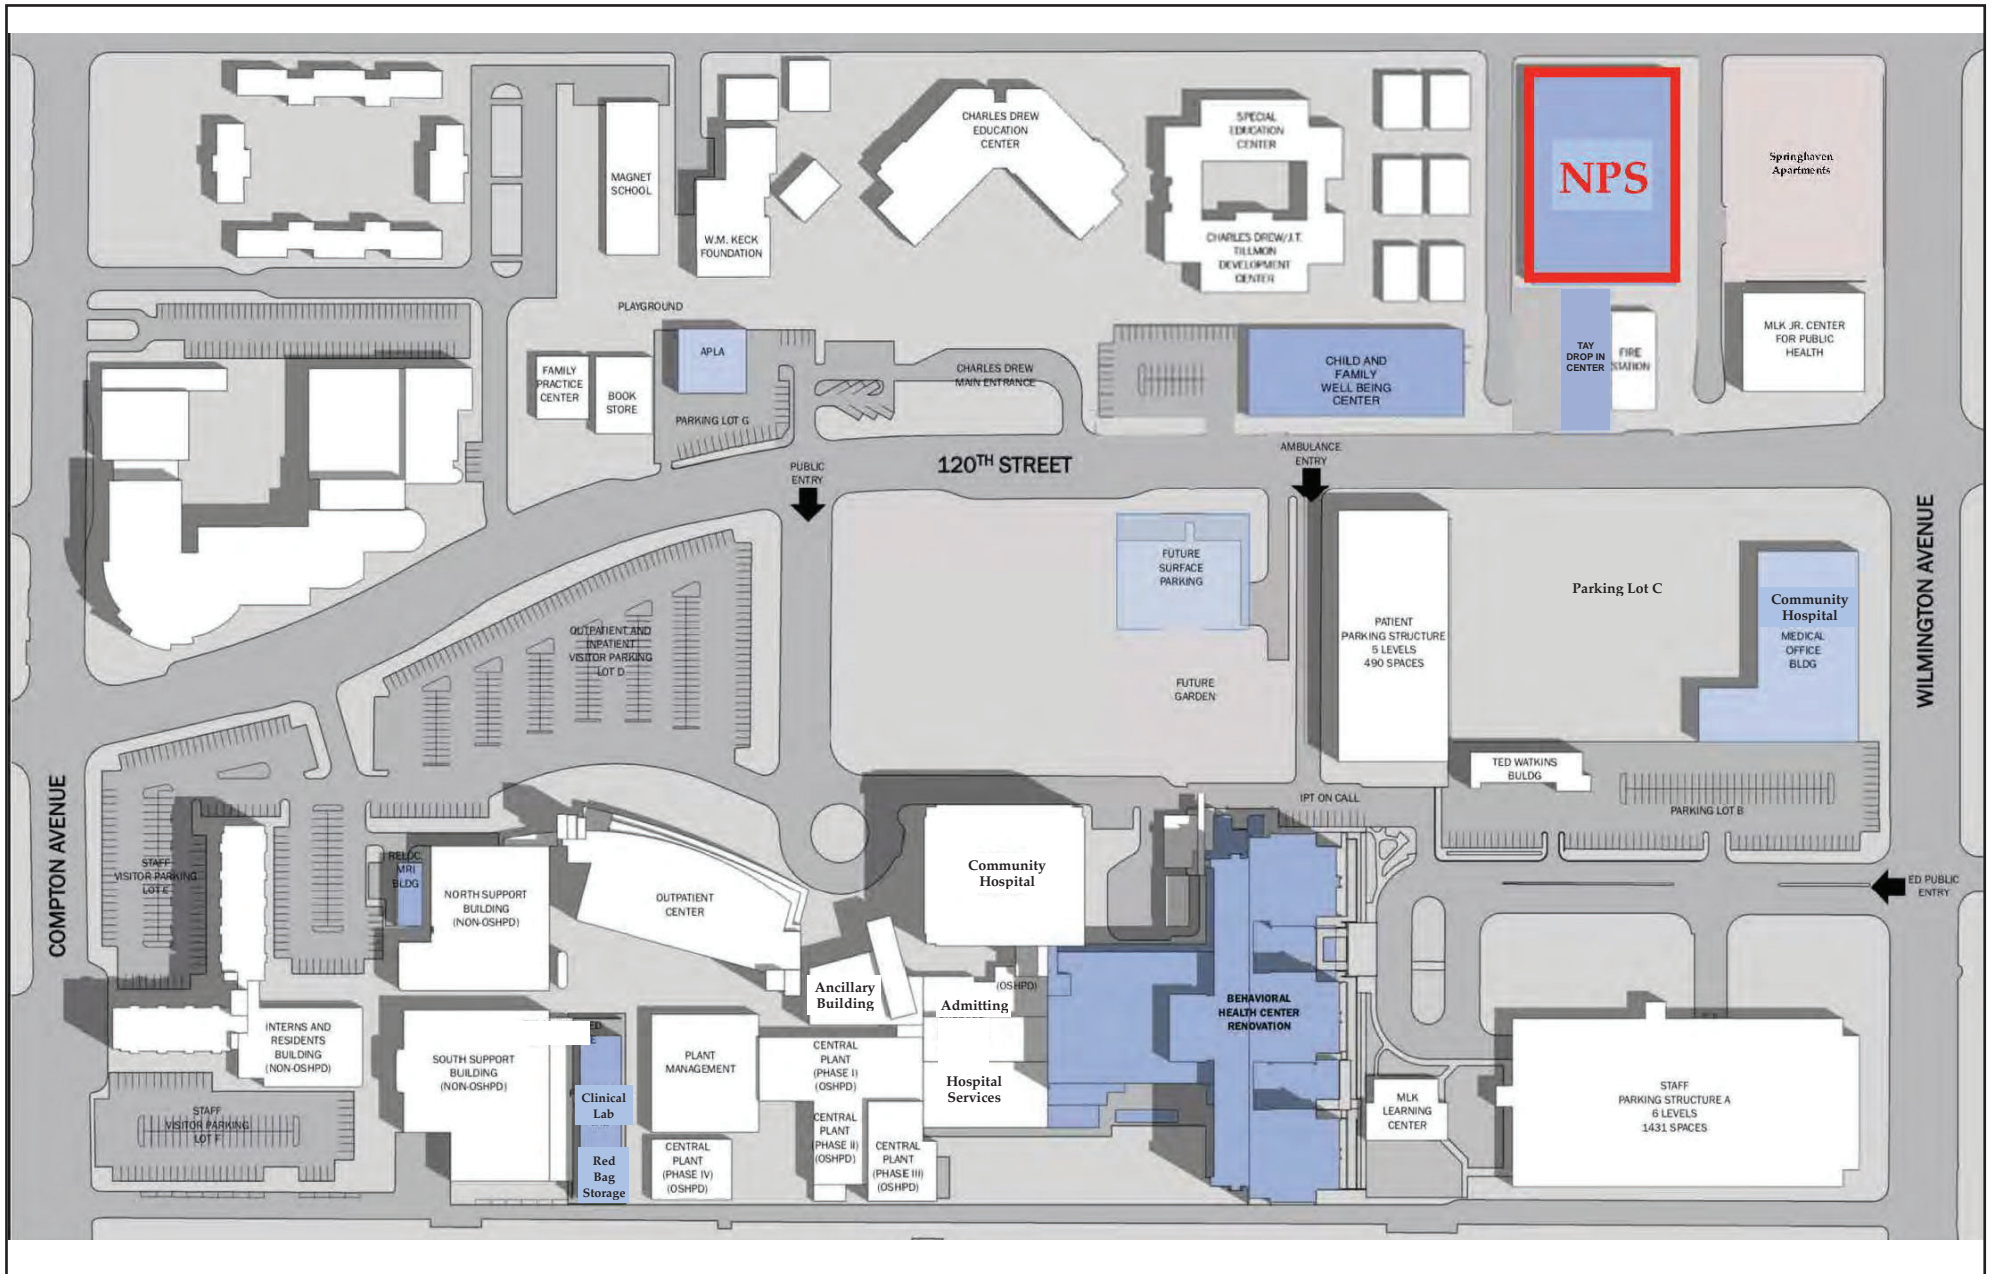 CHARLES DREW
EDUCATION
CENTER
SPECIAL
EDUCATION
CENTER
NPS
Springhaven
Apartments
MAGNET
SCHOOL
W.M. KECK
FOUNDATION
CHARLES DREW/J.T.
TILLMON
DEVELOPMENT
CENTER
PLAYGROUND
APLA
FAMILY
PRACTICE
CENTER
BOOK
STORE
PARKING LOT G
CHARLES DREW
MAIN ENTRANCE
CHILD AND
FAMILY
WELL BEING
CENTER
TAY
DROP IN
CENTER
FIRE
STATION
MLK JR. CENTER
FOR PUBLIC
HEALTH
PUBLIC
ENTRY
120TH STREET
AMBULANCE
ENTRY
FUTURE
SURFACE
PARKING
FUTURE
GARDEN
PATIENT
PARKING STRUCTURE
5 LEVELS
490 SPACES
Parking Lot C
Community
Hospital
MEDICAL
OFFICE
BLDG
WILMINGTON AVENUE
OUTPATIENT AND
INPATIENT
VISITOR PARKING
LOT D
TED WATKINS
BULDG
PARKING LOT B
IPT ON CALL
COMPTON AVENUE
STAFF
VISITOR PARKING
LOT E
RELOC.
MRI
BLDG
NORTH SUPPORT
BUILDING
(NON-OSHPD)
OUTPATIENT
CENTER
Community
Hospital
ED PUBLIC
ENTRY
Ancillary
Building
Admitting
(OSHPD)
BEHAVIORAL
HEALTH CENTER
RENOVATION
INTERNS AND
RESIDENTS
BUILDING
(NON-OSHPD)
SOUTH SUPPORT
BUILDING
(NON-OSHPD)
PLANT
MANAGEMENT
CENTRAL
PLANT
(PHASE I)
(OSHPD)
Hospital
Services
STAFF
VISITOR PARKING
LOT F
Clinical
Lab
Red
Bag
Storage
CENTRAL
PLANT
(PHASE IV)
(OSHPD)
CENTRAL
PLANT
(PHASE II)
(OSHPD)
CENTRAL
PLANT
(PHASE III)
(OSHPD)
MLK
LEARNING
CENTER
STAFF
PARKING STRUCTURE A
6 LEVELS
1431 SPACES